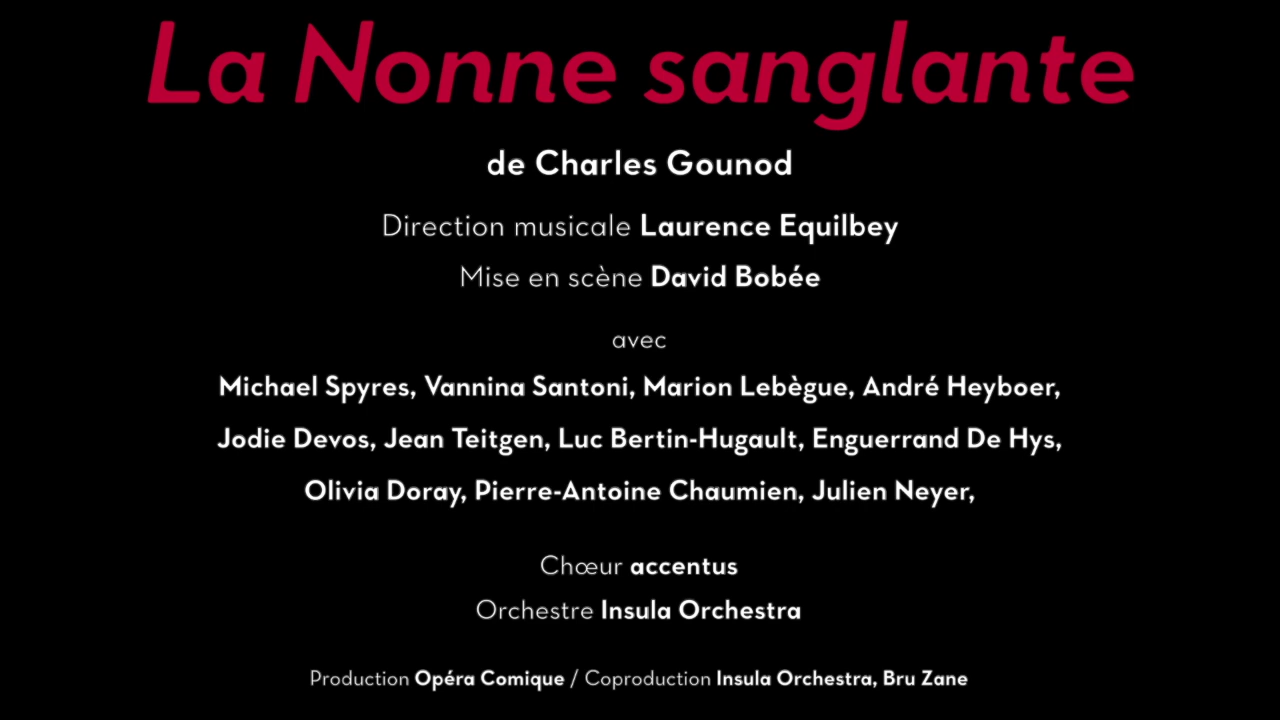 La Nonne sanglante
de Charles Gounod
Direction musicale Laurence Equilbey
Mise en scène David Bobée
avec
Michael Spyres, Vannina Santoni, Marion Lebègue, André Heyboer,
Jodie Devos, Jean Teitgen, Luc Bertin-Hugault, Enguerrand De Hys,
Olivia Doray, Pierre-Antoine Chaumien, Julien Neyer,
Chœur accentus
Orchestre Insula Orchestra
Production Opéra Comique / Coproduction Insula Orchestra, Bru Zane